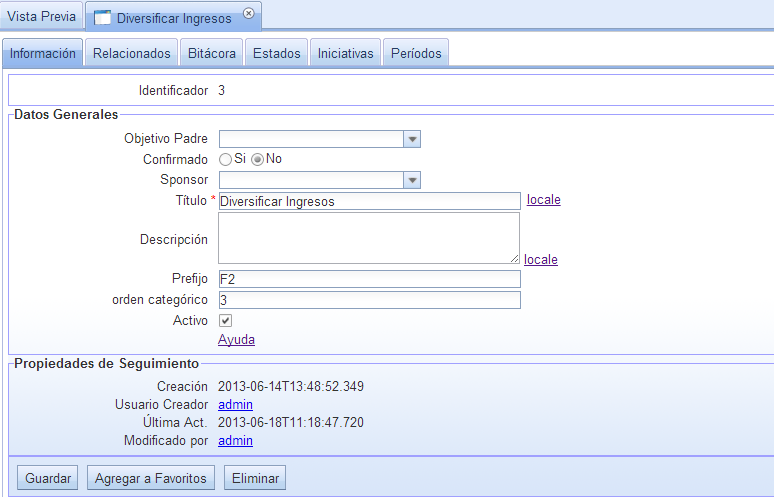 Vista Previa Diversificar Ingresos
Información Relacionados Bitácora Estados Iniciativas Períodos
Identificador 3
Datos Generales
Objetivo Padre
Confirmado Si No
Sponsor
Título * Diversificar Ingresos locale
Descripción
locale
Prefijo F2
orden categórico 3
Activo
Ayuda
Propiedades de Seguimiento
Creación 2013-06-14T13:48:52.349
Usuario Creador admin
Última Act. 2013-06-18T11:18:47.720
Modificado por admin
Guardar Agregar a Favoritos Eliminar